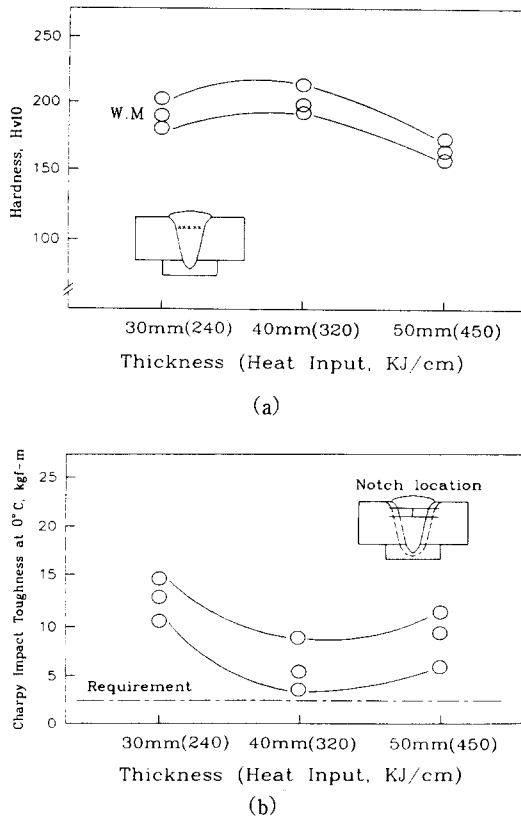 250
200
150
100
Hardness, Hv10
W.M
×××××
30mm(240) 40mm(320) 50mm(450)
Thickness (Heat Input, KJ/cm)
(a)
25
20
15
10
5
0
Charpy Impact Toughness at 0°C, kgf-m
Notch location
Requirement
30mm(240) 40mm(320) 50mm(450)
Thickness (Heat Input, KJ/cm)
(b)